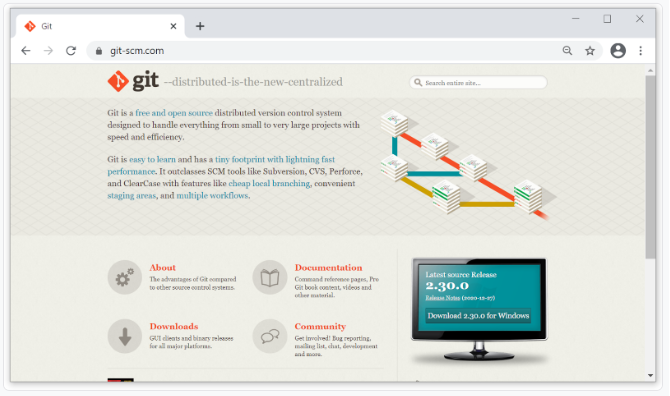 Git
git-scm.com
git --distributed-is-the-new-centralized
Search entire site...
Git is a free and open source distributed version control system
designed to handle everything from small to very large projects with
speed and efficiency.
Git is easy to learn and has a tiny footprint with lightning fast
performance. It outclasses SCM tools like Subversion, CVS, Perforce,
and ClearCase with features like cheap local branching, convenient
staging areas, and multiple workflows.
About
The advantages of Git compared
to other source control systems.
Documentation
Command reference pages, Pro
Git book content, videos and
other material.
Downloads
GUI clients and binary releases
for all major platforms.
Community
Get involved! Bug reporting,
mailing list, chat, development
and more.
Latest source Release
2.30.0
Release Notes (2020-12-27)
Download 2.30.0 for Windows